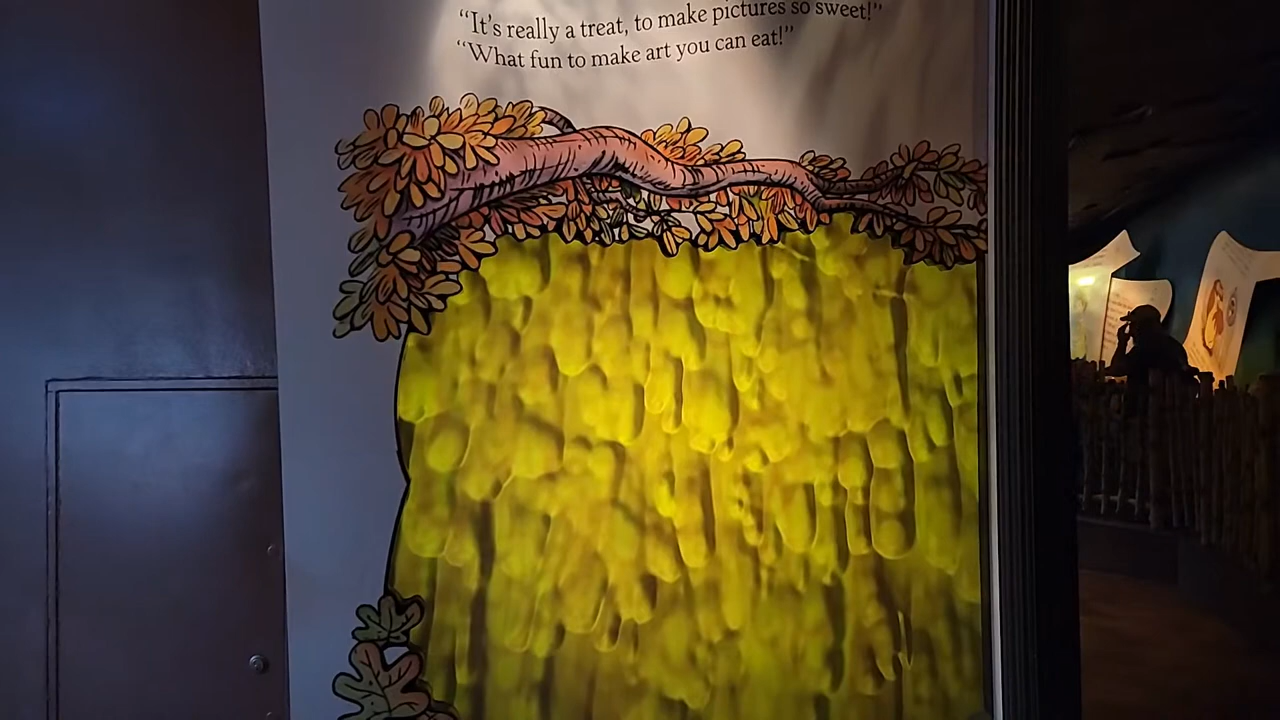 “It’s really a treat, to make pictures so sweet!”
“What fun to make art you can eat!”